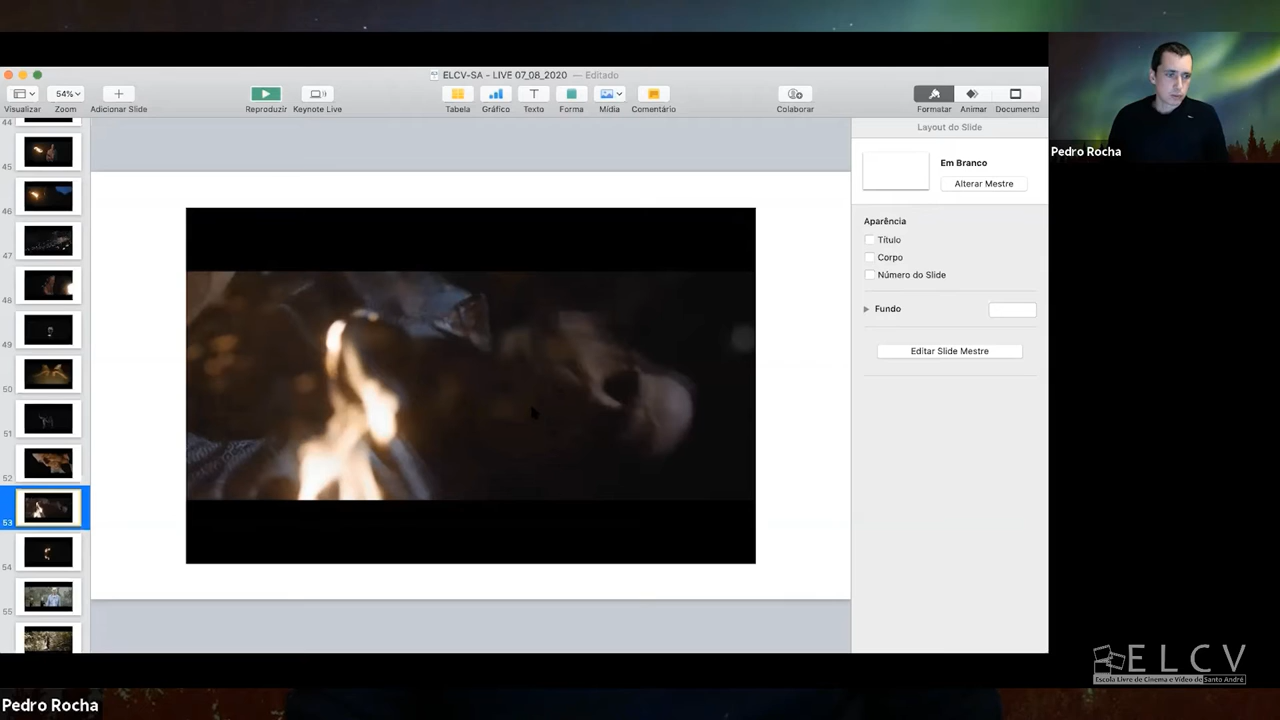 ELCV-SA - LIVE 07_08_2020 — Editado
Visualizar
54%
Zoom
Adicionar Slide
Reproduzir
Keynote Live
Tabela
Gráfico
Texto
Forma
Mídia
Comentário
Colaborar
Formatar
Animar
Documento
Layout do Slide
Em Branco
Alterar Mestre
Aparência
Título
Corpo
Número do Slide
Fundo
Editar Slide Mestre
44
45
46
47
48
49
50
51
52
53
54
55
Pedro Rocha
ELCV
Escola Livre de Cinema e Vídeo de Santo André
Pedro Rocha